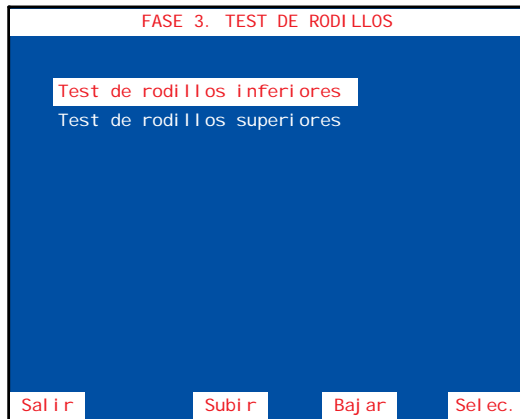 FASE 3. TEST DE RODILLOS
Test de rodillos inferiores
Test de rodillos superiores
Salir Subir Bajar Selec.